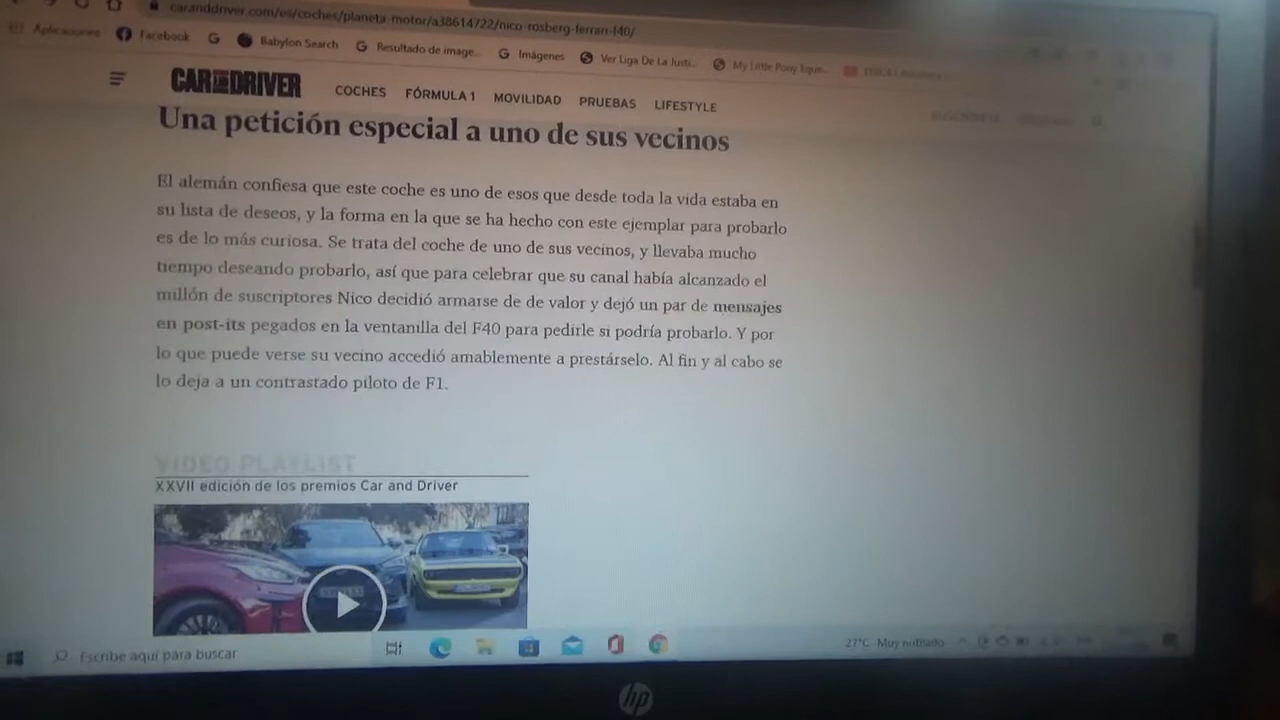 caranddriver.com/es/coches/planeta-motor/a38614722/nico-rosberg-ferrari-f40/
Aplicaciones Facebook Babylon Search Resultado de image... Imágenes Ver Liga De La Justi... My Little Pony Eque...
CAR AND DRIVER COCHES FÓRMULA 1 MOVILIDAD PRUEBAS LIFESTYLE
Una petición especial a uno de sus vecinos
El alemán confiesa que este coche es uno de esos que desde toda la vida estaba en
su lista de deseos, y la forma en la que se ha hecho con este ejemplar para probarlo
es de lo más curiosa. Se trata del coche de uno de sus vecinos, y llevaba mucho
tiempo deseando probarlo, así que para celebrar que su canal había alcanzado el
millón de suscriptores Nico decidió armarse de de valor y dejó un par de mensajes
en post-its pegados en la ventanilla del F40 para pedirle si podría probarlo. Y por
lo que puede verse su vecino accedió amablemente a prestárselo. Al fin y al cabo se
lo deja a un contrastado piloto de F1.
VIDEO PLAYLIST
XXVII edición de los premios Car and Driver
Escribe aquí para buscar
27°C Muy nublado
hp